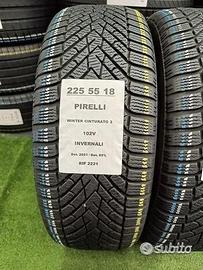 225 55 18
PIRELLI
WINTER CINTURATO 2
102V
INVERNALI
RIF 2221
subito